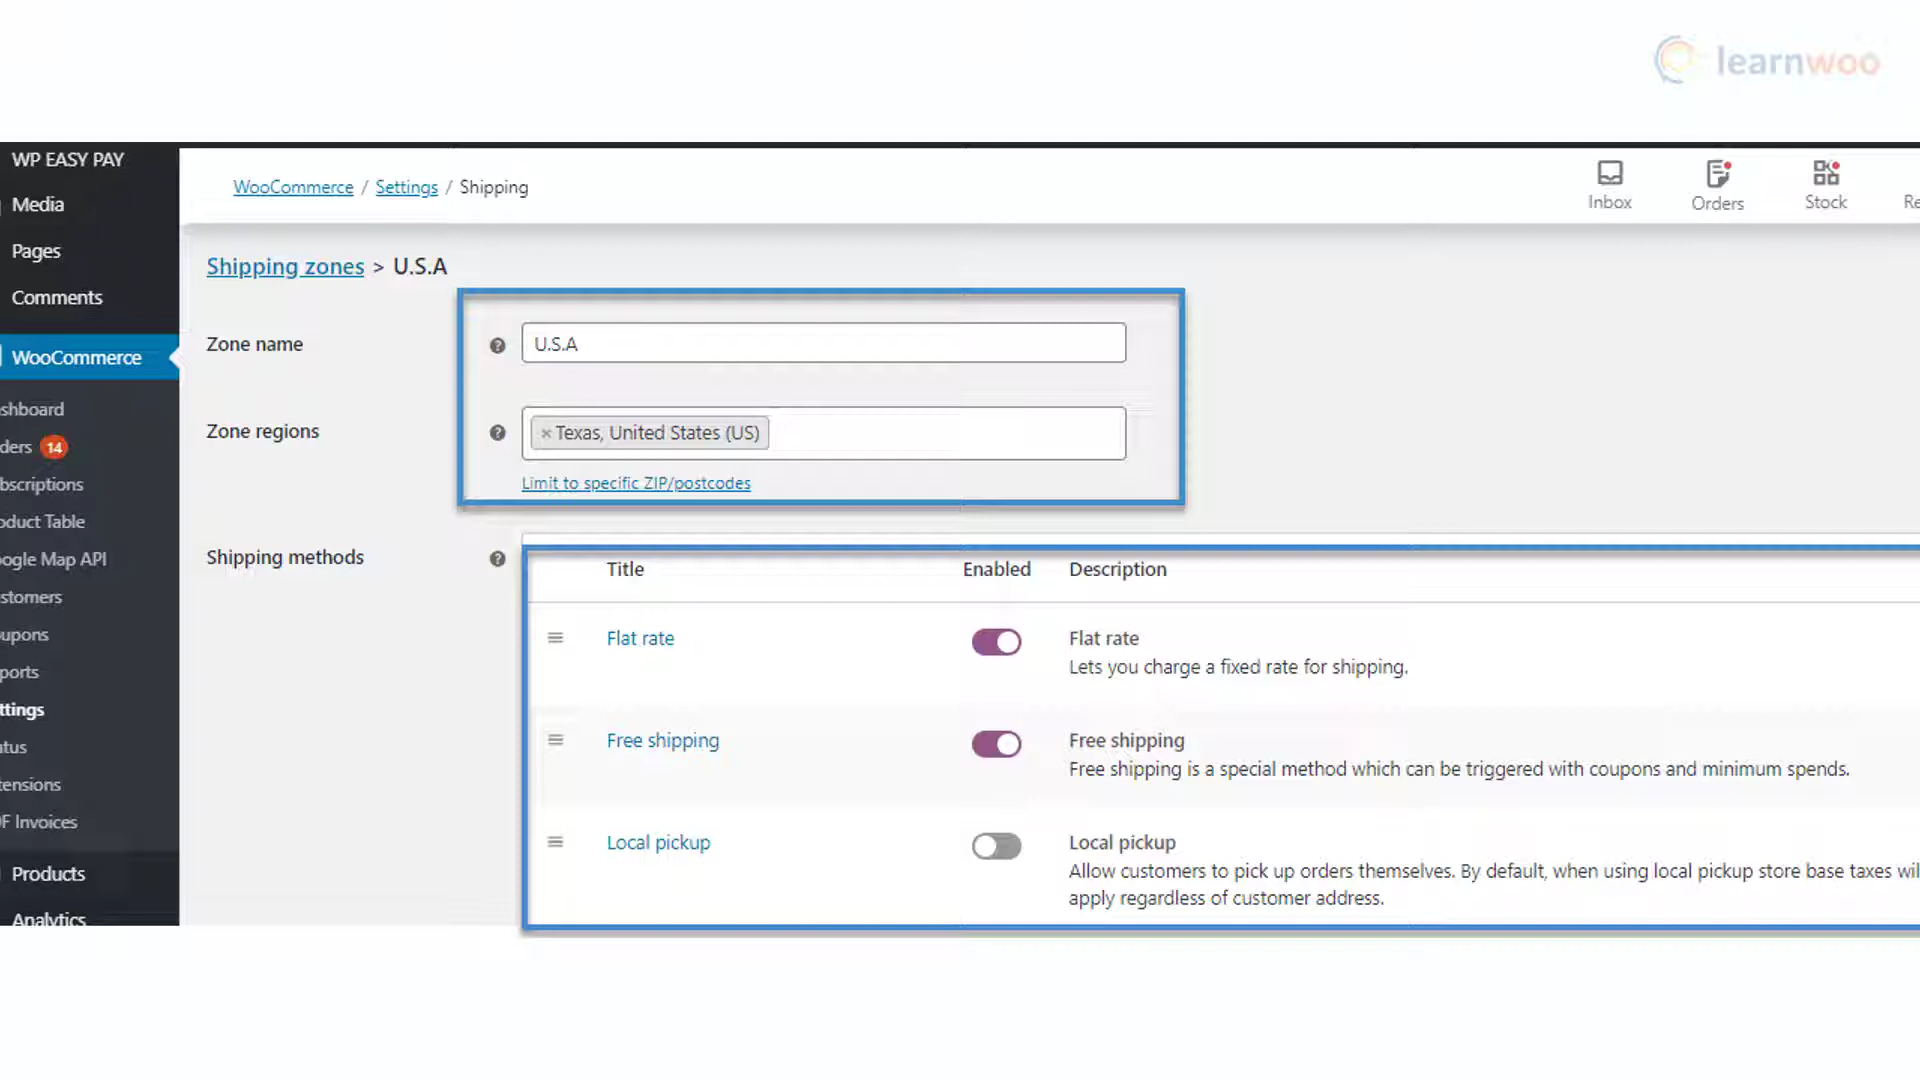 learnwoo
WP EASY PAY
Media
Pages
Comments
WooCommerce
shboard
ders 14
bscriptions
oduct Table
ogle Map API
stomers
upons
ports
ttings
atus
tensions
F Invoices
Products
Analytics
WooCommerce / Settings / Shipping
Inbox
Orders
Stock
Re
Shipping zones > U.S.A
Zone name
U.S.A
Zone regions
× Texas, United States (US)
Limit to specific ZIP/postcodes
Shipping methods
Title Enabled Description
Flat rate
Flat rate
Lets you charge a fixed rate for shipping.
Free shipping
Free shipping
Free shipping is a special method which can be triggered with coupons and minimum spends.
Local pickup
Local pickup
Allow customers to pick up orders themselves. By default, when using local pickup store base taxes wil
apply regardless of customer address.